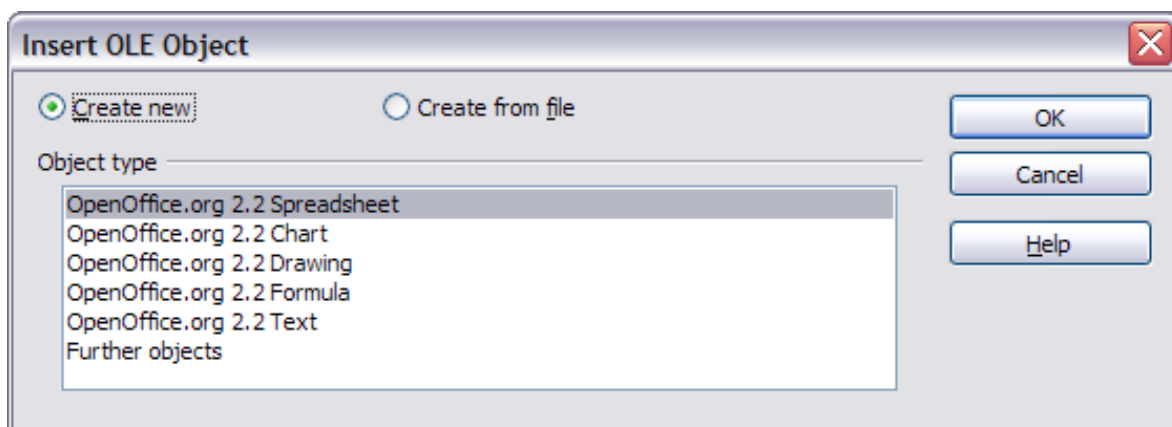 Insert OLE Object
Create new Create from file
OK
Object type
Cancel
OpenOffice.org 2.2 Spreadsheet
OpenOffice.org 2.2 Chart
Help
OpenOffice.org 2.2 Drawing
OpenOffice.org 2.2 Formula
OpenOffice.org 2.2 Text
Further objects